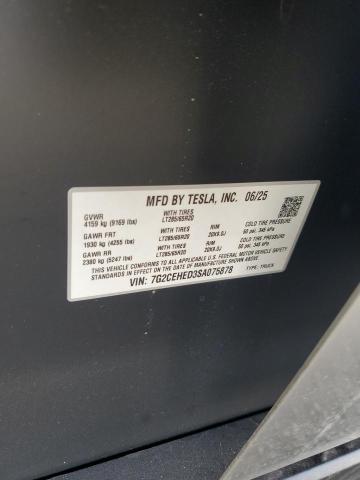 MFD BY TESLA, INC. 06/25
GVWR
4159 kg (9169 lbs)
WITH TIRES
LT285/65R20
COLD TIRE PRESSURE
GAWR FRT
1930 kg (4255 lbs)
WITH TIRES
LT285/65R20
RIM
20X9.0J
COLD TIRE PRESSURE
50 psi, 345 kPa
GAWR RR
2380 kg (5247 lbs)
WITH TIRES
LT285/65R20
RIM
20X9.0J
COLD TIRE PRESSURE
50 psi, 345 kPa
THIS VEHICLE CONFORMS TO ALL APPLICABLE U.S. FEDERAL MOTOR VEHICLE SAFETY
STANDARDS IN EFFECT ON THE DATE OF MANUFACTURE SHOWN ABOVE.
VIN: 7G2CEHED3SA075878
TYPE: TRUCK